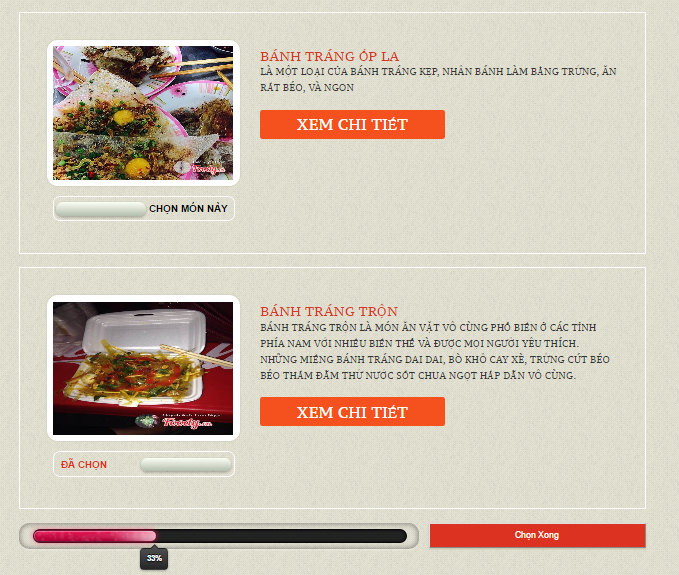 BÁNH TRÁNG ỐP LA
LÀ MỘT LOẠI CỦA BÁNH TRÁNG KẸP, NHÂN BÁNH LÀM BẰNG TRỨNG, ĂN
RẤT BÉO, VÀ NGON
XEM CHI TIẾT
CHỌN MÓN NÀY
BÁNH TRÁNG TRỘN
BÁNH TRÁNG TRỘN LÀ MÓN ĂN VẶT VÔ CÙNG PHỔ BIẾN Ở CÁC TỈNH
PHÍA NAM VỚI NHIỀU BIẾN THỂ VÀ ĐƯỢC MỌI NGƯỜI YÊU THÍCH.
NHỮNG MIẾNG BÁNH TRÁNG DAI DAI, BÒ KHÔ CAY XÈ, TRỨNG CÚT BÉO
BÉO THẤM ĐẪM THỨ NƯỚC SỐT CHUA NGỌT HẤP DẪN VÔ CÙNG.
XEM CHI TIẾT
ĐÃ CHỌN
33%
Chọn Xong